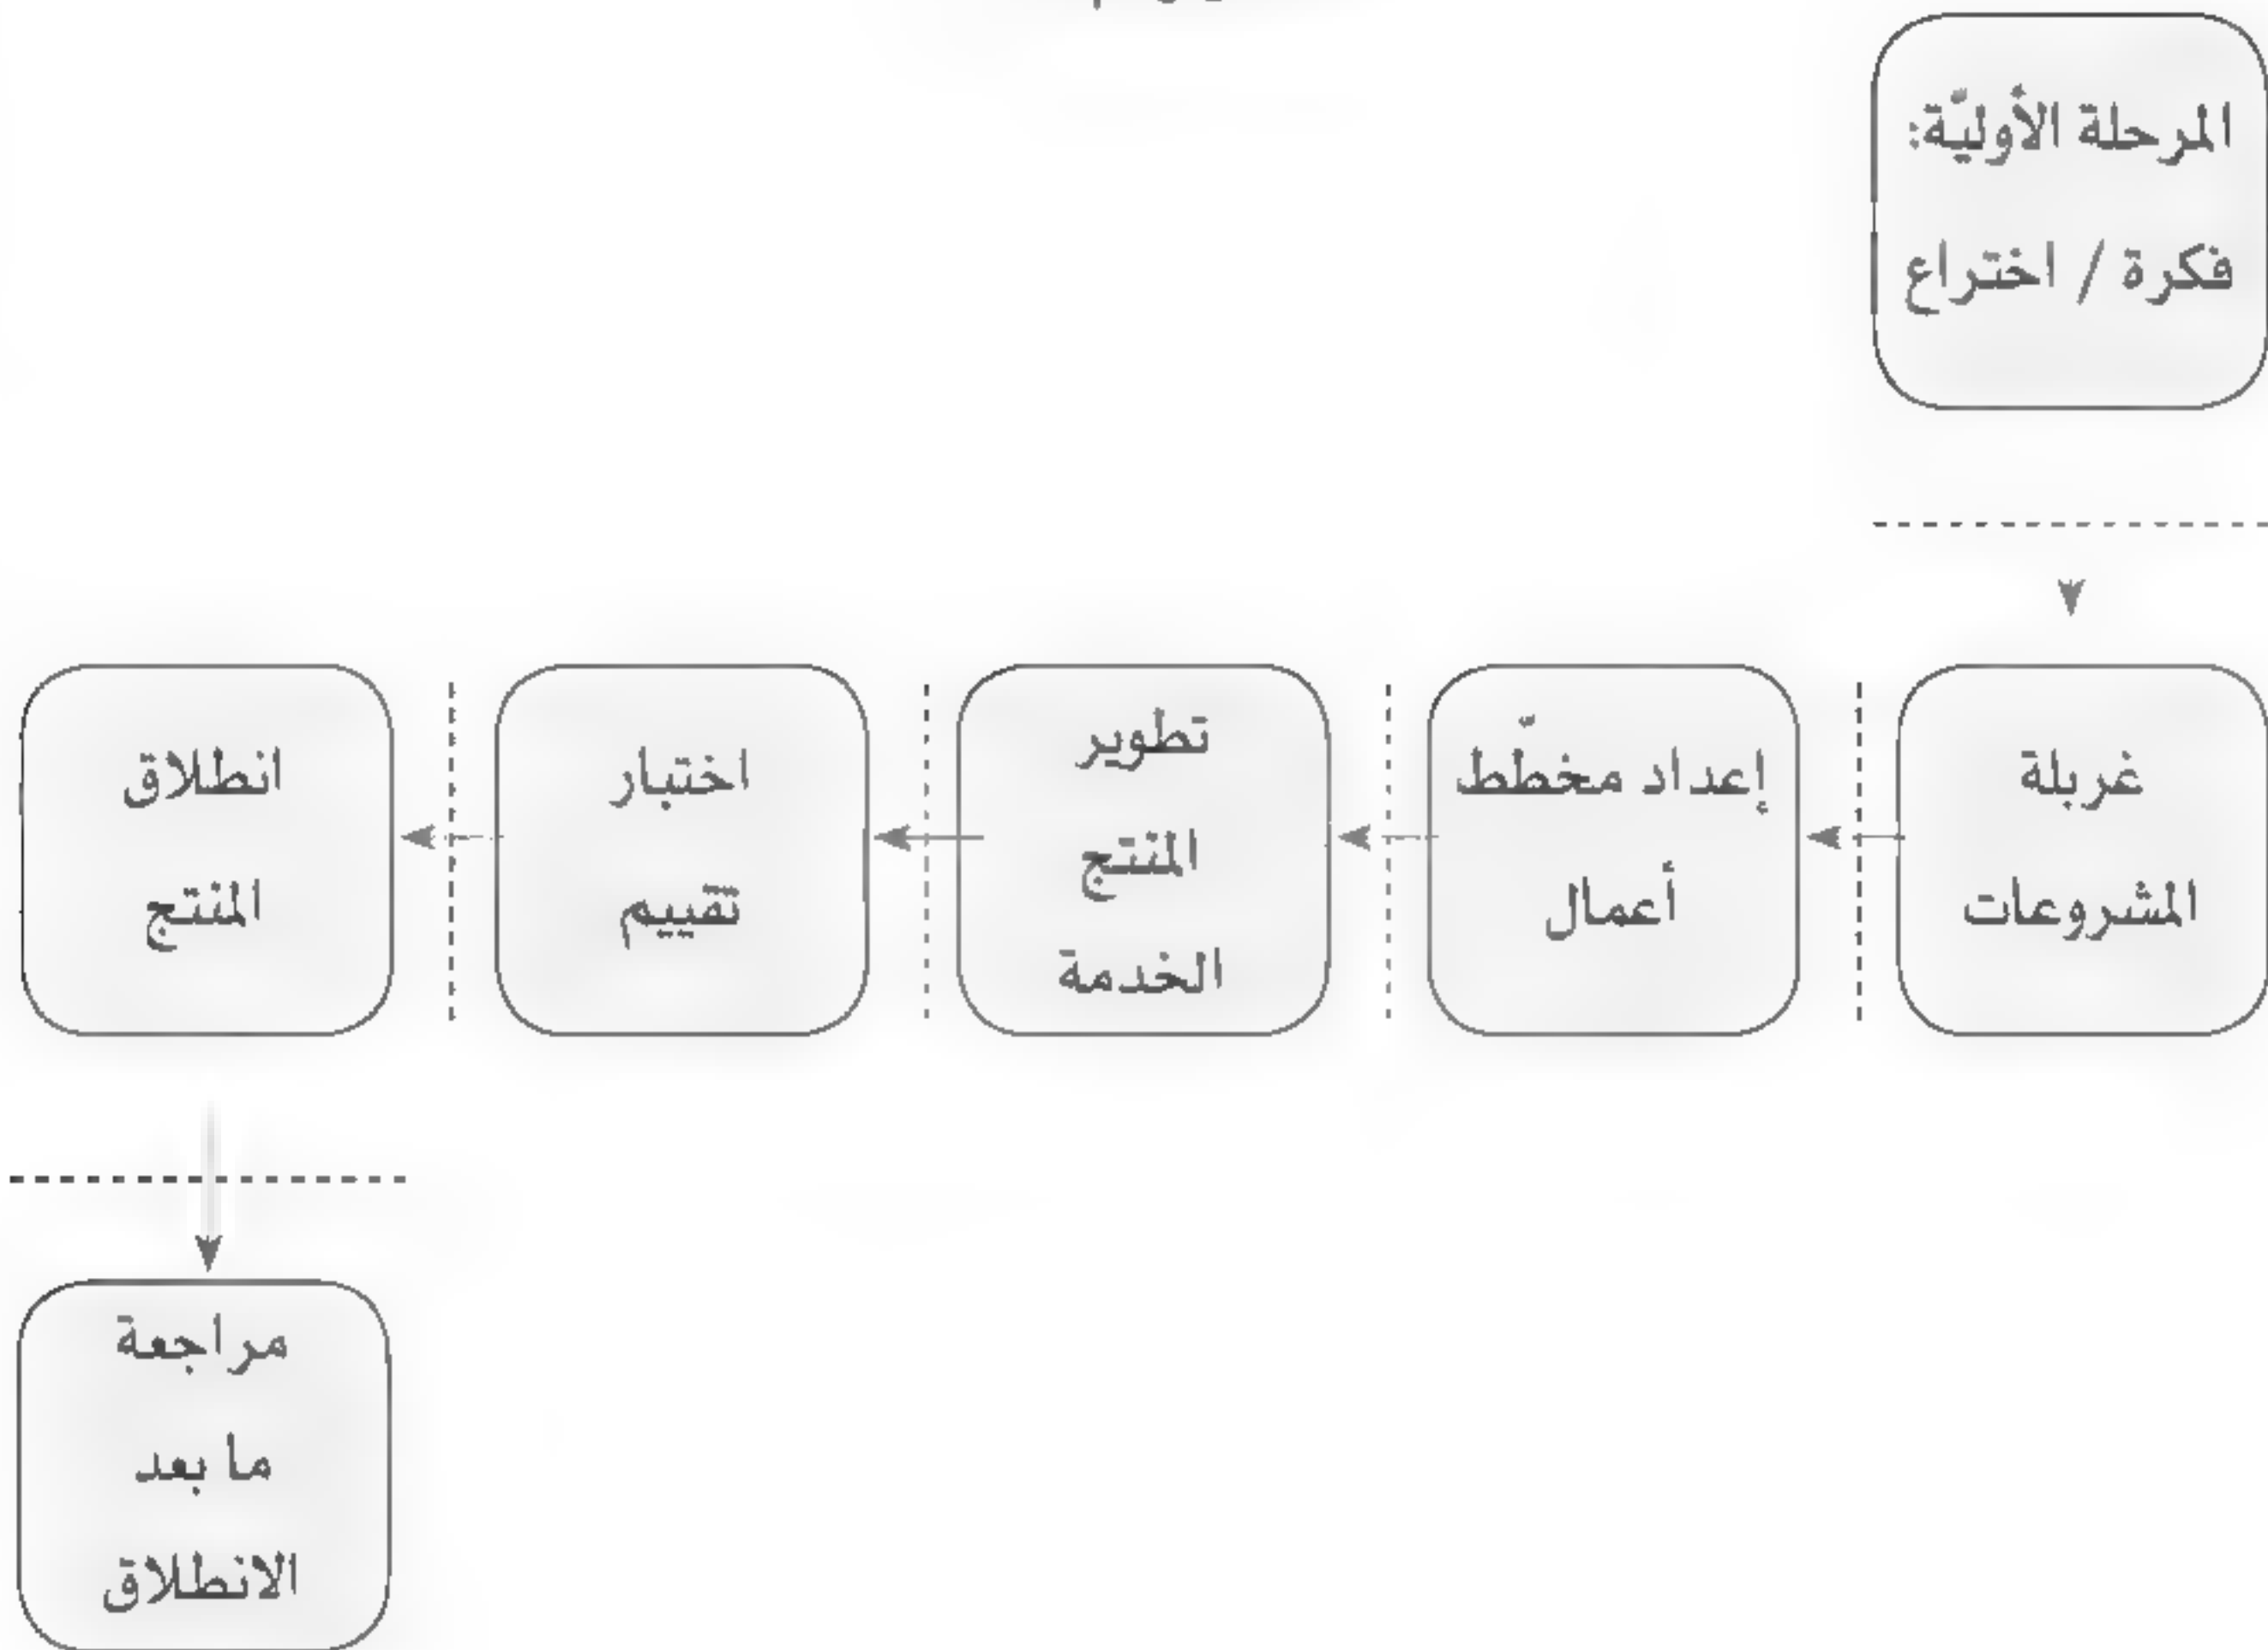 المرحلة الأوليّة:
فكرة / اختراع
غربلة
المشروعات
إعداد مخطّط
أعمال
تطوير
المنتج
الخدمة
اختبار
تقييم
انطلاق
المنتج
مراجعة
ما بعد
الانطلاق